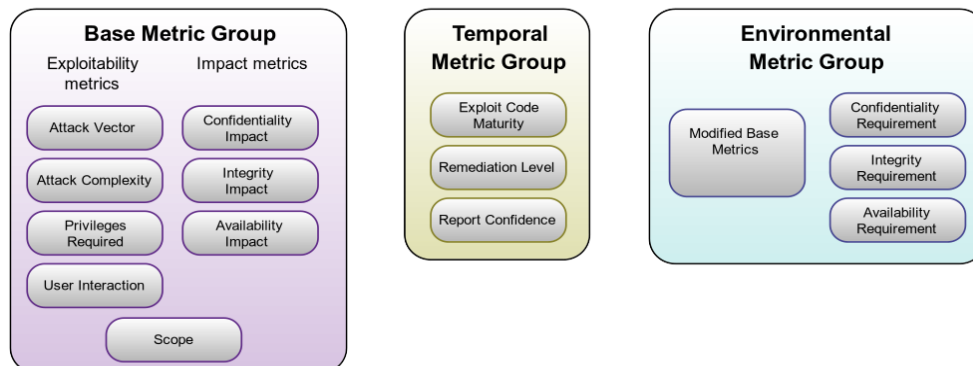 Base Metric Group
Exploitability
metrics
Impact metrics
Attack Vector
Attack Complexity
Privileges
Required
User Interaction
Confidentiality
Impact
Integrity
Impact
Availability
Impact
Scope
Temporal
Metric Group
Exploit Code
Maturity
Remediation Level
Report Confidence
Environmental
Metric Group
Modified Base
Metrics
Confidentiality
Requirement
Integrity
Requirement
Availability
Requirement